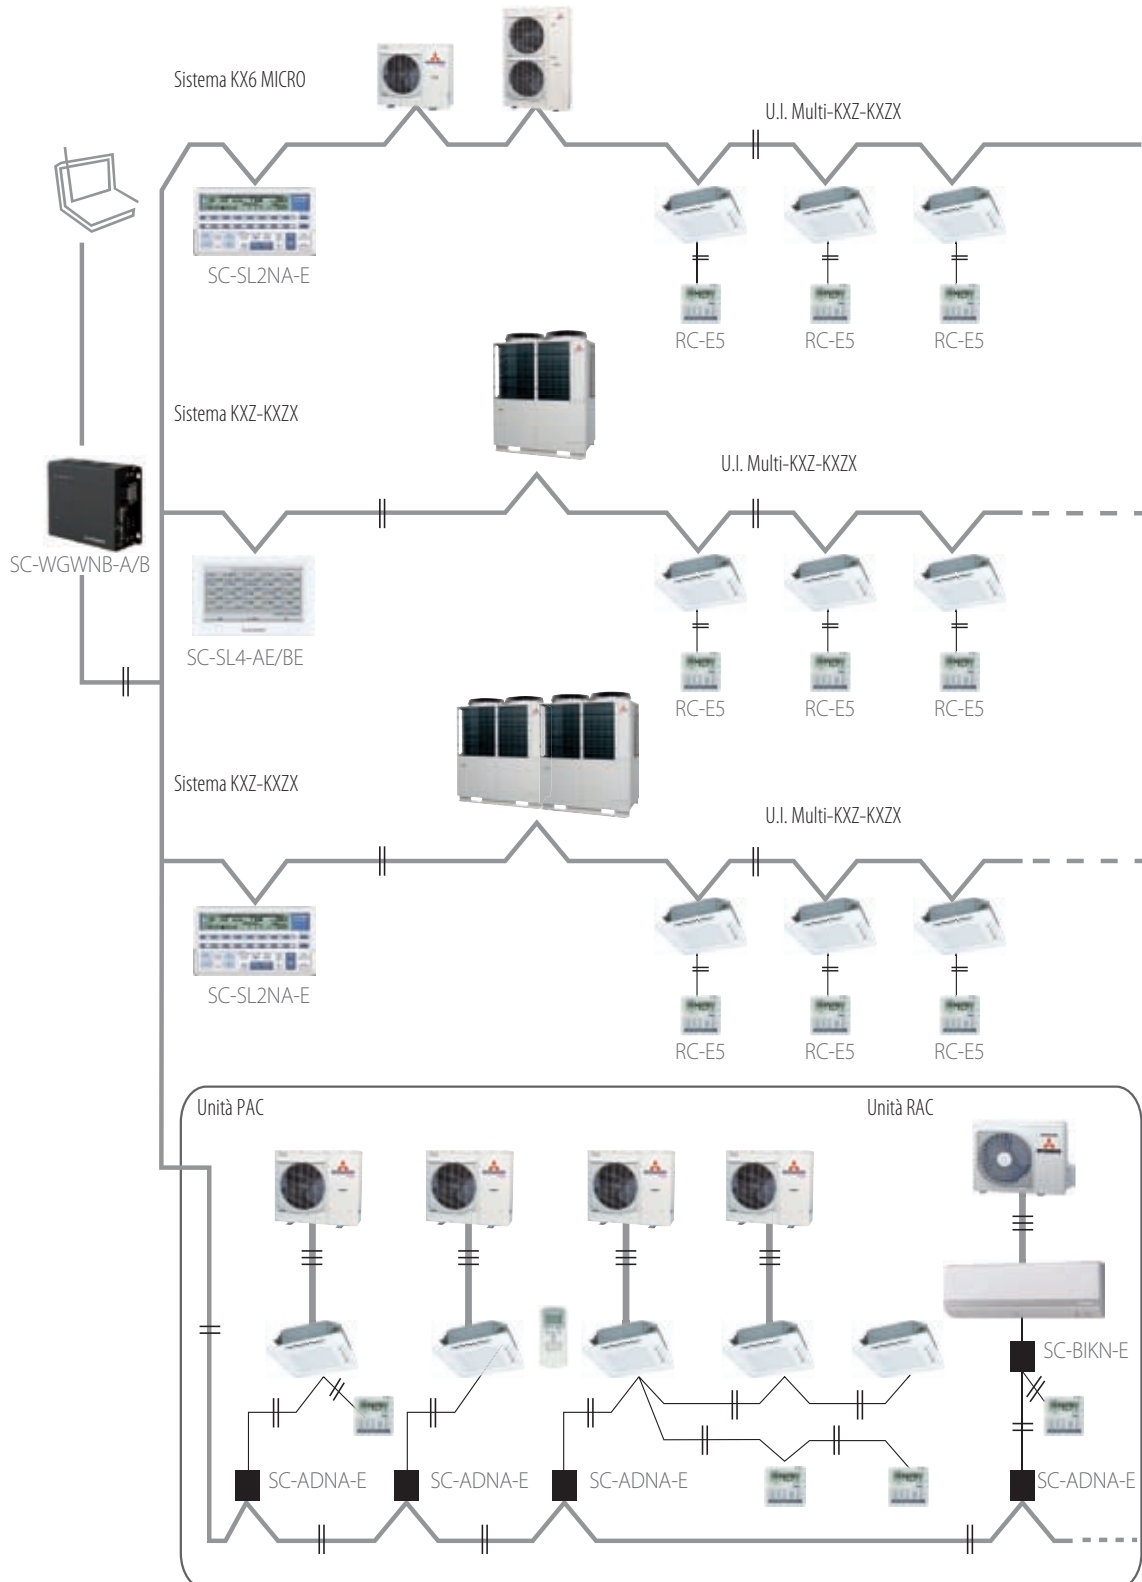 Sistema KX6 MICRO
U.I. Multi-KXZ-KXZX
SC-SL2NA-E
RC-E5
RC-E5
RC-E5
Sistema KXZ-KXZX
U.I. Multi-KXZ-KXZX
SC-WGWNB-A/B
SC-SL4-AE/BE
RC-E5
RC-E5
RC-E5
Sistema KXZ-KXZX
U.I. Multi-KXZ-KXZX
SC-SL2NA-E
RC-E5
RC-E5
RC-E5
Unità PAC
Unità RAC
SC-BIKN-E
SC-ADNA-E
SC-ADNA-E
SC-ADNA-E
SC-ADNA-E